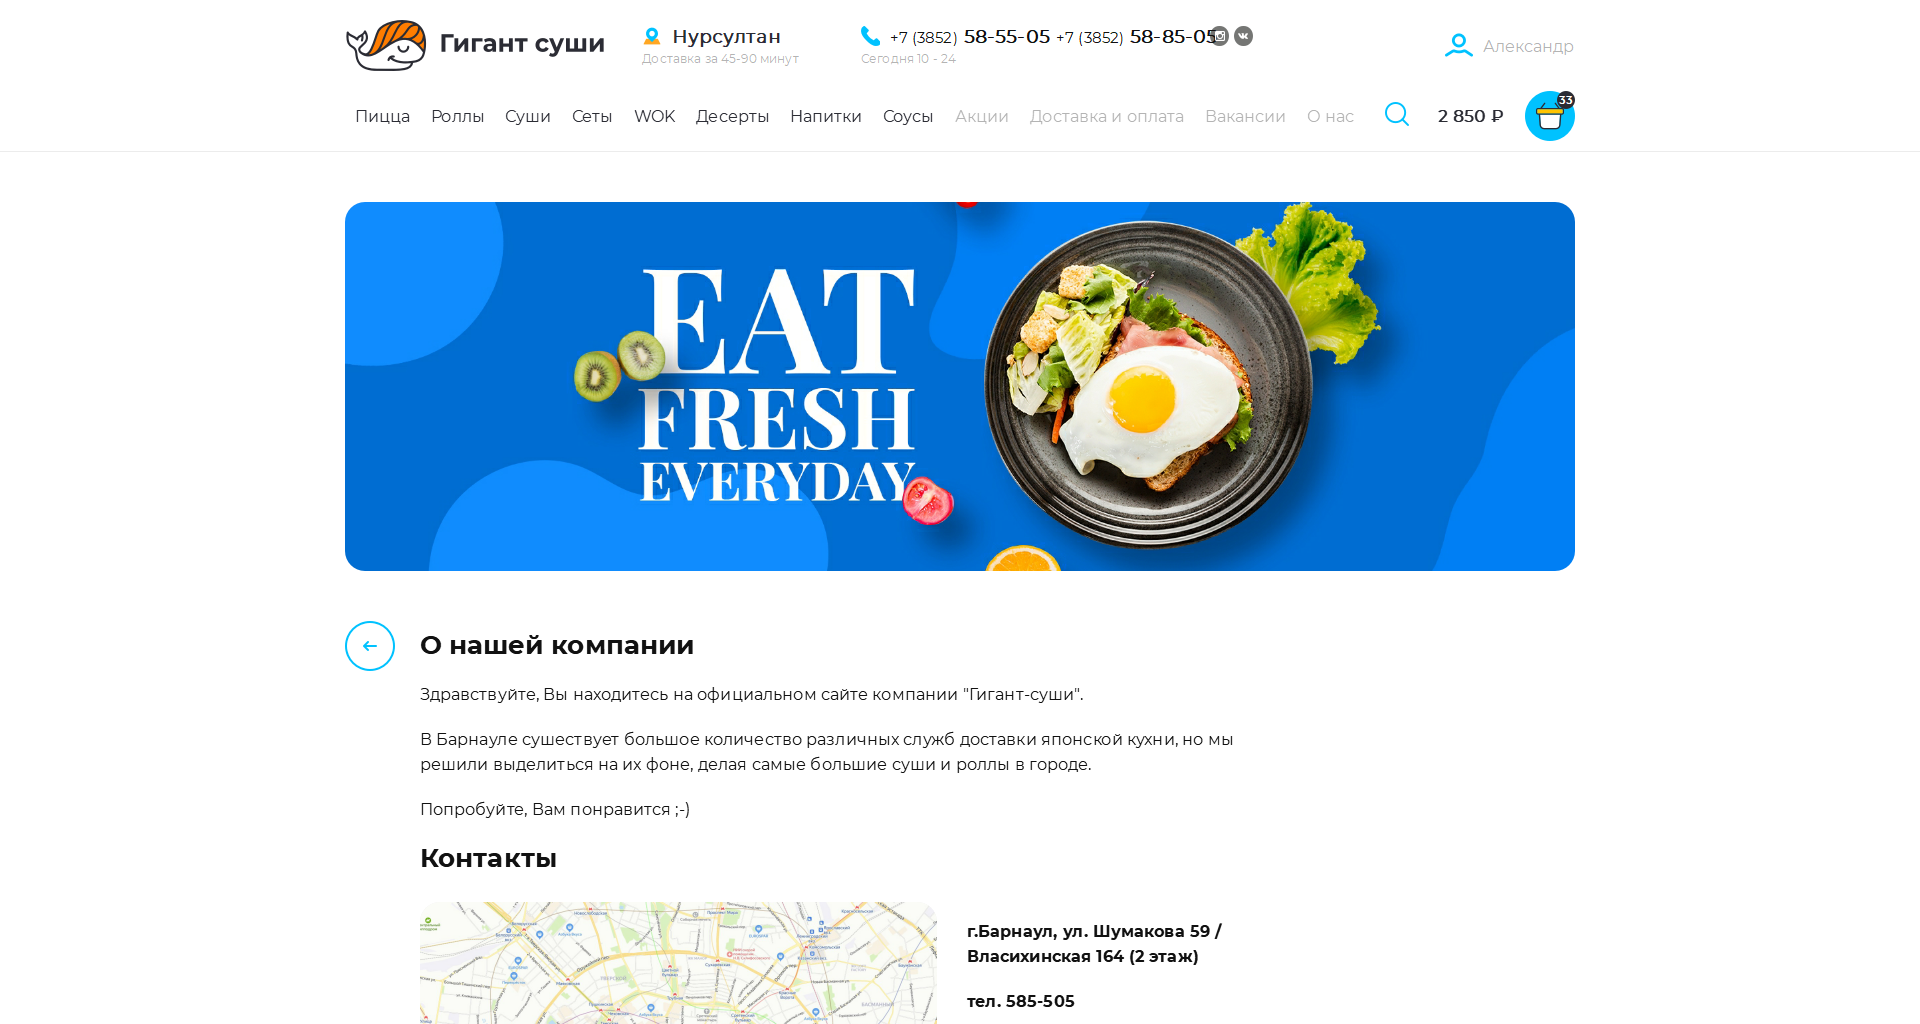 Гигант суши
Нурсултан
Доставка за 45-90 минут
+7 (3852) 58-55-05 +7 (3852) 58-85-05
Сегодня 10 - 24
Александр
Пицца Роллы Суши Сеты WOK Десерты Напитки Соусы Акции Доставка и оплата Вакансии О нас
2 850 ₽
33
EAT
FRESH
EVERYDAY
О нашей компании
Здравствуйте, Вы находитесь на официальном сайте компании "Гигант-суши".
В Барнауле сушествует большое количество различных служб доставки японской кухни, но мы
решили выделиться на их фоне, делая самые большие суши и роллы в городе.
Попробуйте, Вам понравится ;-)
Контакты
г.Барнаул, ул. Шумакова 59 /
Власихинская 164 (2 этаж)
тел. 585-505